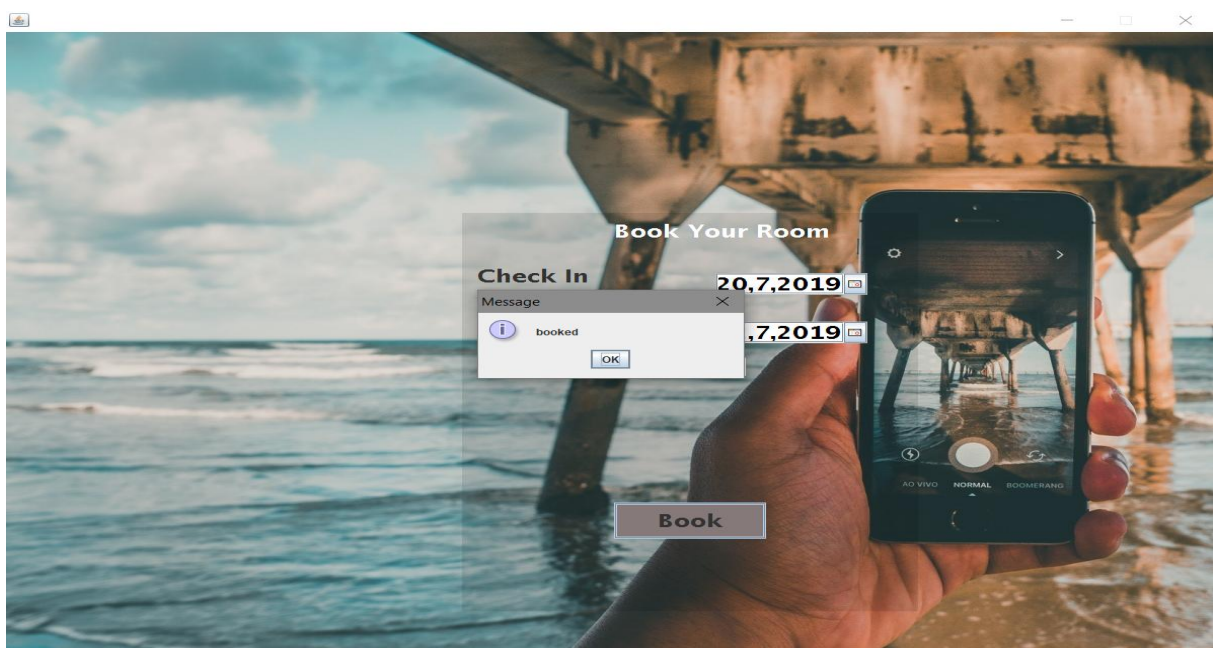 Book Your Room
Check In
20,7,2019
Message
booked
,7,2019
OK
AO VIVO NORMAL BOOMERANG
Book